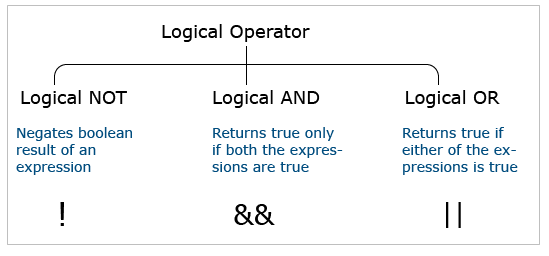 Logical Operator
Logical NOT
Negates boolean
result of an
expression
!
Logical AND
Returns true only
if both the expres-
sions are true
&&
Logical OR
Returns true if
either of the ex-
pressions is true
||